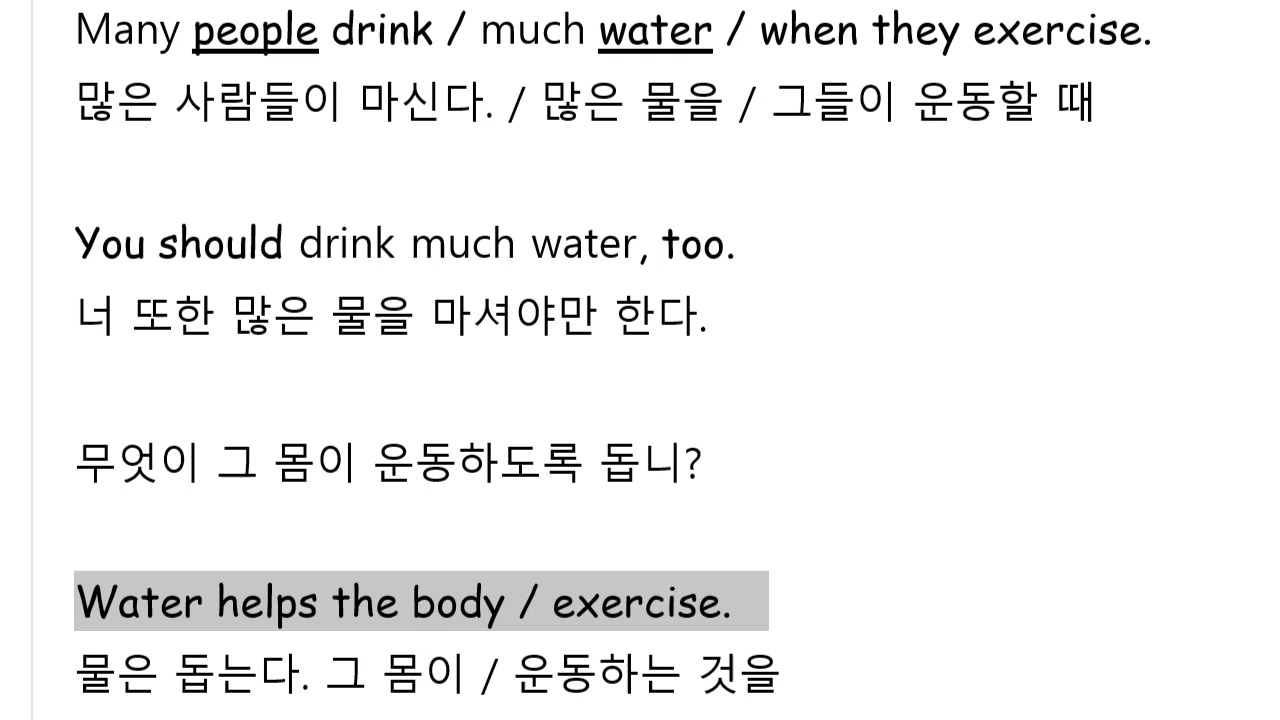 Many people drink / much water / when they exercise.
많은 사람들이 마신다. / 많은 물을 / 그들이 운동할 때
You should drink much water, too.
너 또한 많은 물을 마셔야만 한다.
무엇이 그 몸이 운동하도록 돕니?
Water helps the body / exercise.
물은 돕는다. 그 몸이 / 운동하는 것을